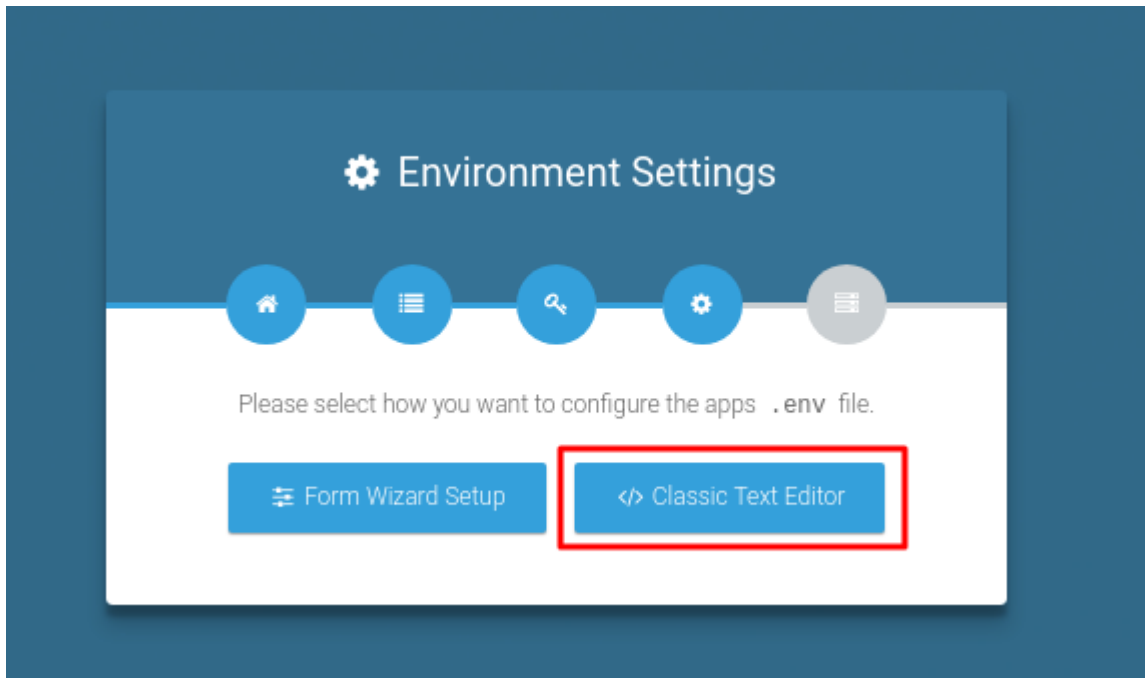 Environment Settings
Please select how you want to configure the apps .env file.
Form Wizard Setup
</> Classic Text Editor